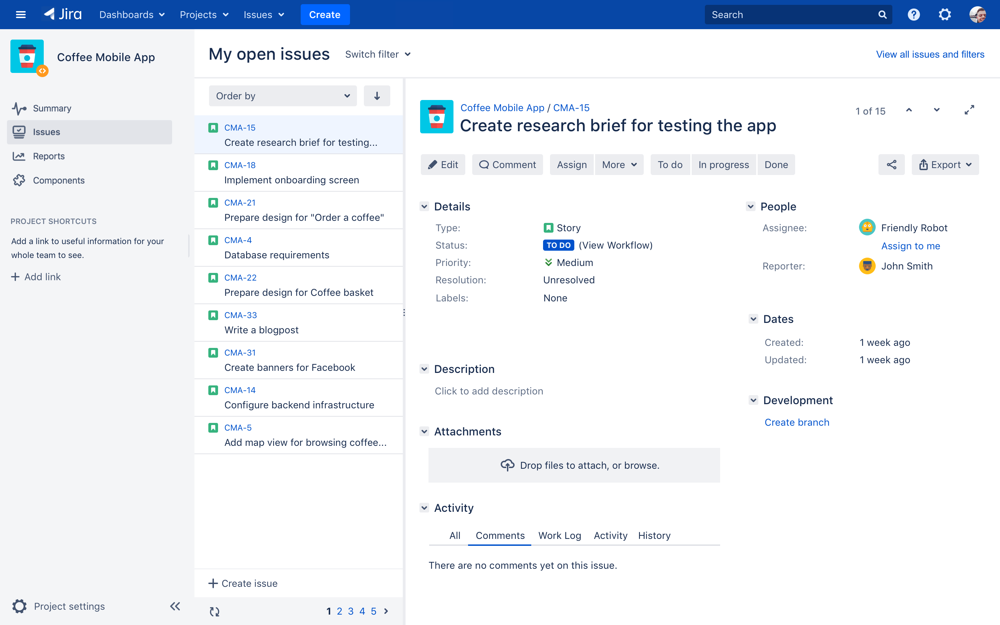 Jira
Dashboards
Projects
Issues
Create
Search
Coffee Mobile App
Summary
Issues
Reports
Components
PROJECT SHORTCUTS
Add a link to useful information for your
whole team to see.
Add link
Project settings
My open issues
Switch filter
View all issues and filters
Order by
CMA-15
Create research brief for testing...
CMA-18
Implement onboarding screen
CMA-21
Prepare design for "Order a coffee"
CMA-4
Database requirements
CMA-22
Prepare design for Coffee basket
CMA-33
Write a blogpost
CMA-31
Create banners for Facebook
CMA-14
Configure backend infrastructure
CMA-5
Add map view for browsing coffee...
Create issue
1 2 3 4 5
Coffee Mobile App / CMA-15
Create research brief for testing the app
1 of 15
Edit
Comment
Assign
More
To do
In progress
Done
Export
Details
Type: Story
Status: TO DO (View Workflow)
Priority: Medium
Resolution: Unresolved
Labels: None
Description
Click to add description
Attachments
Drop files to attach, or browse.
Activity
All Comments Work Log Activity History
There are no comments yet on this issue.
People
Assignee: Friendly Robot
Assign to me
Reporter: John Smith
Dates
Created: 1 week ago
Updated: 1 week ago
Development
Create branch